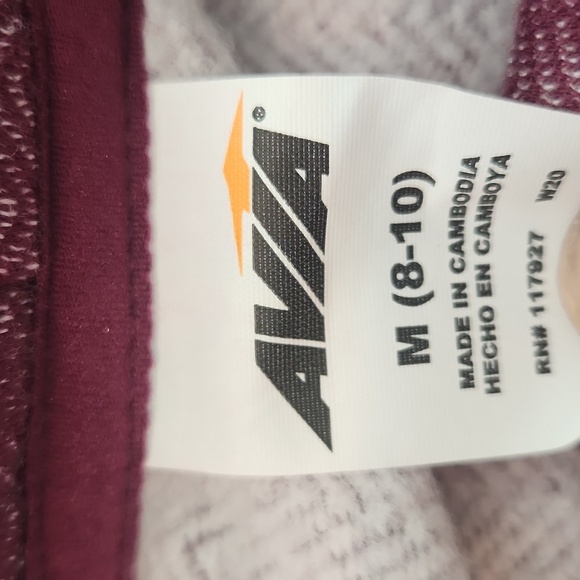 AVIA®
M (8-10)
MADE IN CAMBODIA
HECHO EN CAMBOYA
RN# 117927 W20